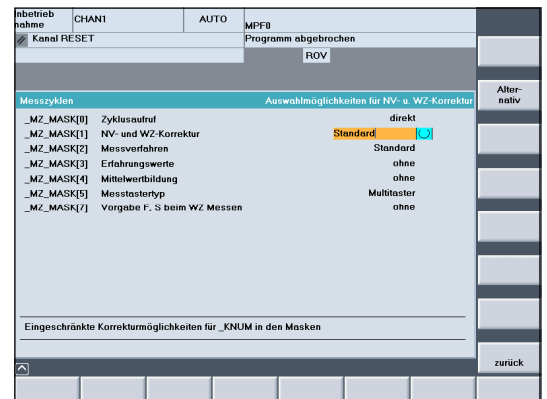 Inbetrieb
nahme
CHAN1
AUTO
MPF0
Kanal RESET
Programm abgebrochen
ROV
Alter-
nativ
Messzyklen Auswahlmöglichkeiten für NV- u. WZ-Korrektur
_MZ_MASK[0] Zyklusaufruf direkt
_MZ_MASK[1] NV- und WZ-Korrektur Standard
_MZ_MASK[2] Messverfahren Standard
_MZ_MASK[3] Erfahrungswerte ohne
_MZ_MASK[4] Mittelwertbildung ohne
_MZ_MASK[5] Messtastertyp Multitaster
_MZ_MASK[7] Vorgabe F, S beim WZ Messen ohne
Eingeschränkte Korrekturmöglichkeiten für _KNUM in den Masken
zurück